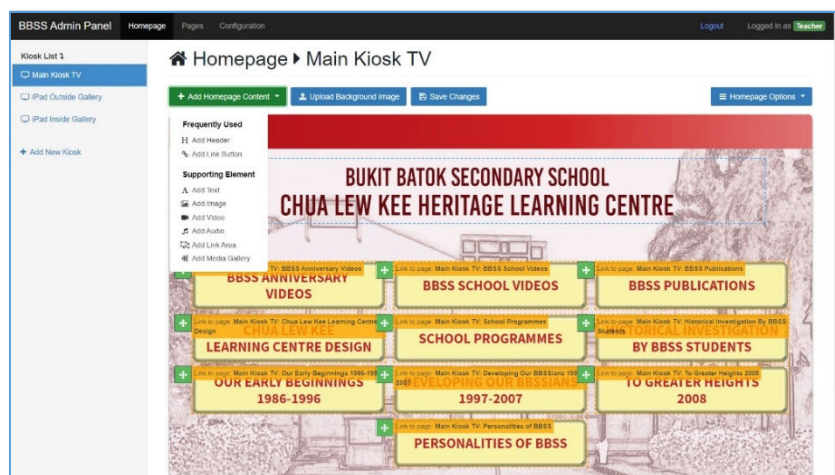 BBSS Admin Panel Homepage Pages Configuration Logout Logged in as Teacher
Kiosk List
Main Kiosk TV
iPad Outside Gallery
iPad Inside Gallery
Add New Kiosk
Homepage Main Kiosk TV
Add Homepage Content Upload Background Image Save Changes Homepage Options
Frequently Used
H Add Header
Add Link Button
Supporting Element
A Add Text
Add Image
Add Video
Add Audio
Add Link Area
Add Media Gallery
BUKIT BATOK SECONDARY SCHOOL
CHUA LEW KEE HERITAGE LEARNING CENTRE
TV: BBSS Anniversary Videos
BBSS ANNIVERSARY
VIDEOS
Link to page: Main Kiosk TV: BBSS School Videos
BBSS SCHOOL VIDEOS
Link to page: Main Kiosk TV: BBSS Publications
BBSS PUBLICATIONS
Link to page: Main Kiosk TV: Chua Lew Kee Learning Centre
Design
CHUA LEW KEE
LEARNING CENTRE DESIGN
Link to page: Main Kiosk TV: School Programmes
SCHOOL PROGRAMMES
Link to page: Main Kiosk TV: Historical Investigation By BBSS
Students
HISTORICAL INVESTIGATION
BY BBSS STUDENTS
Link to page: Main Kiosk TV: Our Early Beginnings 1986-199
OUR EARLY BEGINNINGS
1986-1996
Link to page: Main Kiosk TV: Developing Our BBSSians 199
2007
DEVELOPING OUR BBSSIANS
1997-2007
Link to page: Main Kiosk TV: To Greater Heights 2008
TO GREATER HEIGHTS
2008
Link to page: Main Kiosk TV: Personalities of BBSS
PERSONALITIES OF BBSS